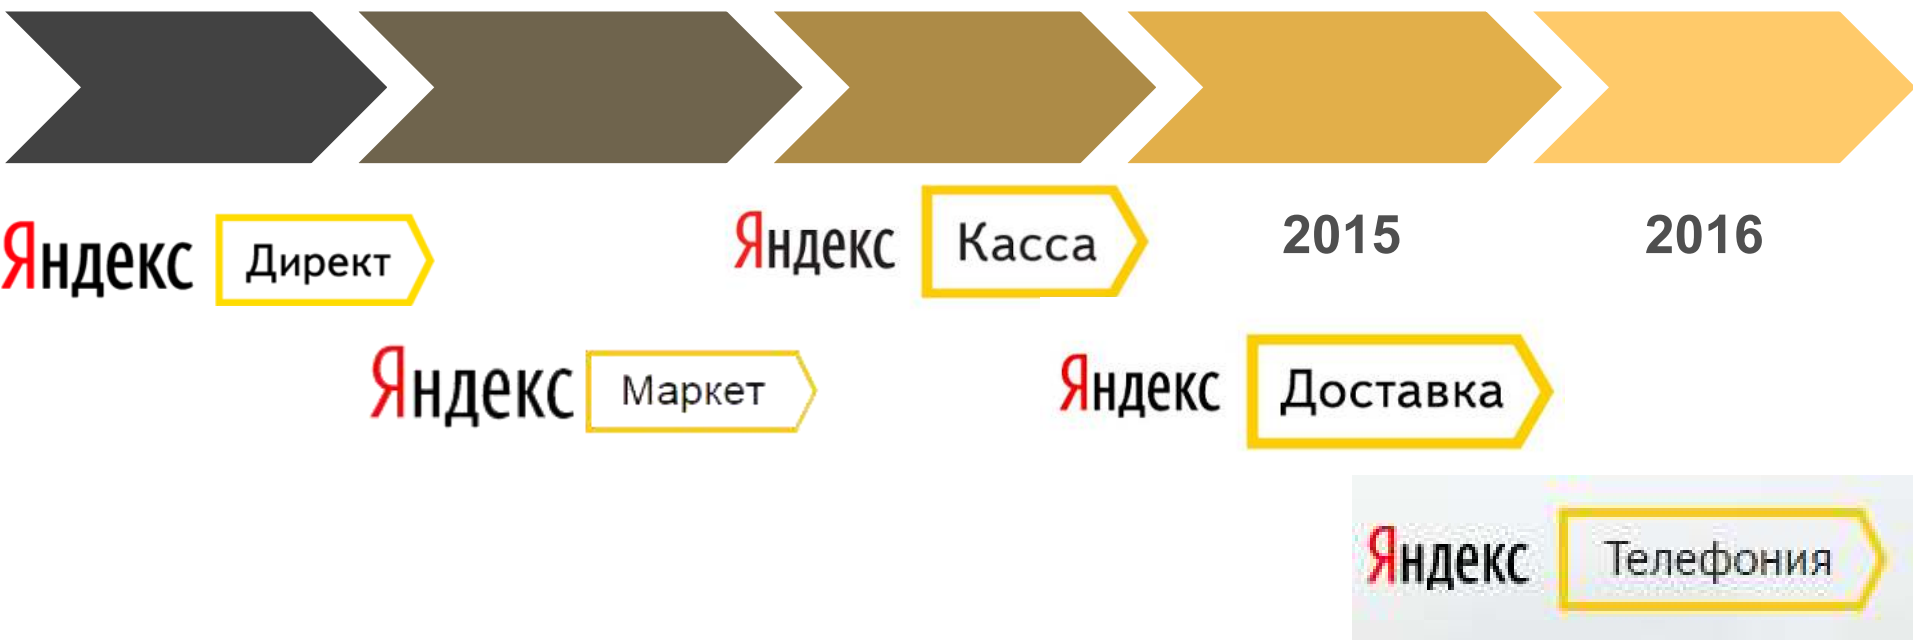 Яндекс Директ
Яндекс Касса
2015
2016
Яндекс Маркет
Яндекс Доставка
Яндекс Телефония